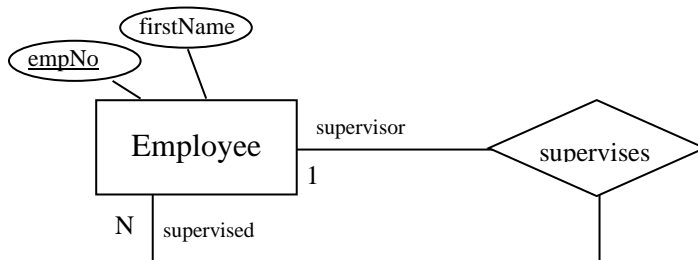 firstName
empNo
supervisor
Employee
supervises
1
N
supervised